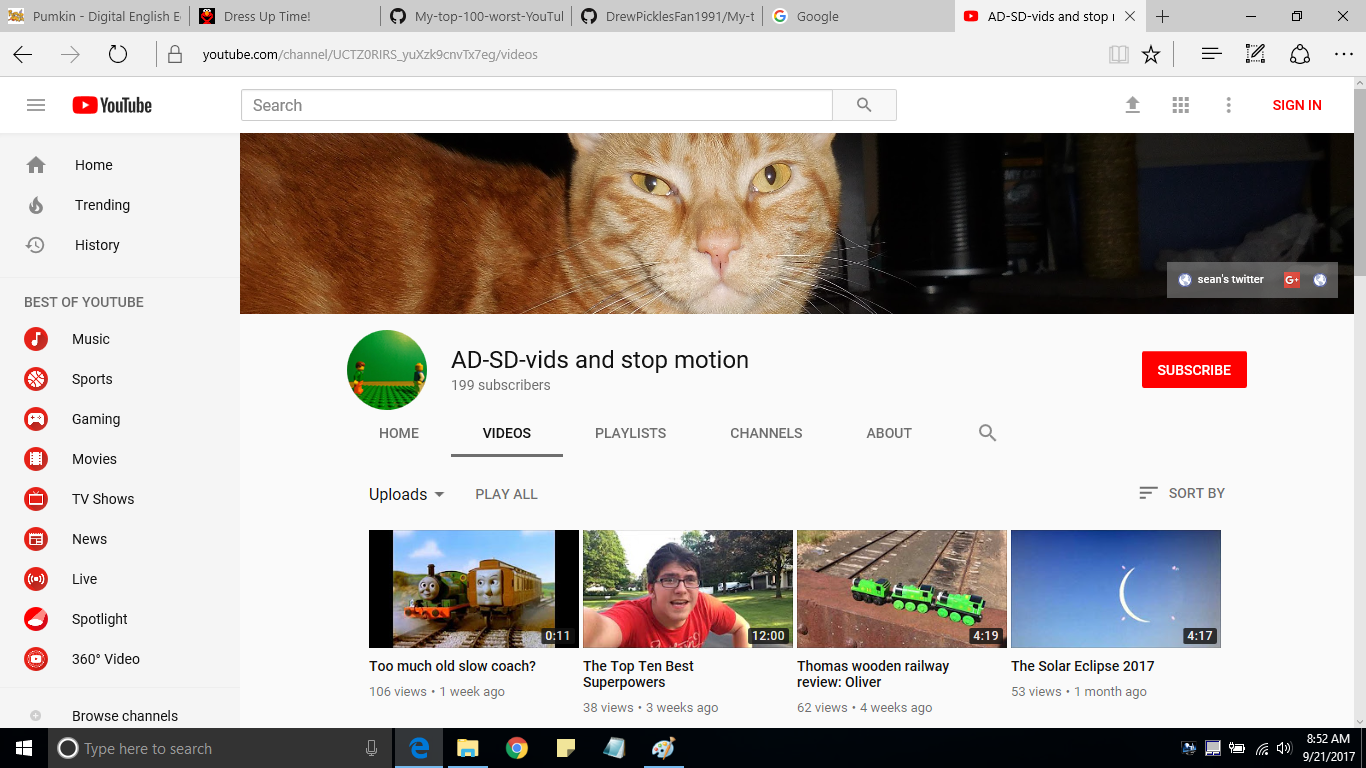 Pumkin - Digital English E
Dress Up Time!
My-top-100-worst-YouTul
DrewPicklesFan1991/My-t
Google
AD-SD-vids and stop
youtube.com/channel/UCTZ0RIRS_yuXzk9cnvTx7eg/videos
YouTube
Search
SIGN IN
Home
Trending
History
BEST OF YOUTUBE
Music
Sports
Gaming
Movies
TV Shows
News
Live
Spotlight
360° Video
Browse channels
sean's twitter
G+
AD-SD-vids and stop motion
199 subscribers
SUBSCRIBE
HOME
VIDEOS
PLAYLISTS
CHANNELS
ABOUT
Uploads
PLAY ALL
SORT BY
0:11
Too much old slow coach?
106 views • 1 week ago
12:00
The Top Ten Best
Superpowers
38 views • 3 weeks ago
4:19
Thomas wooden railway
review: Oliver
62 views • 4 weeks ago
4:17
The Solar Eclipse 2017
53 views • 1 month ago
Type here to search
8:52 AM
9/21/2017